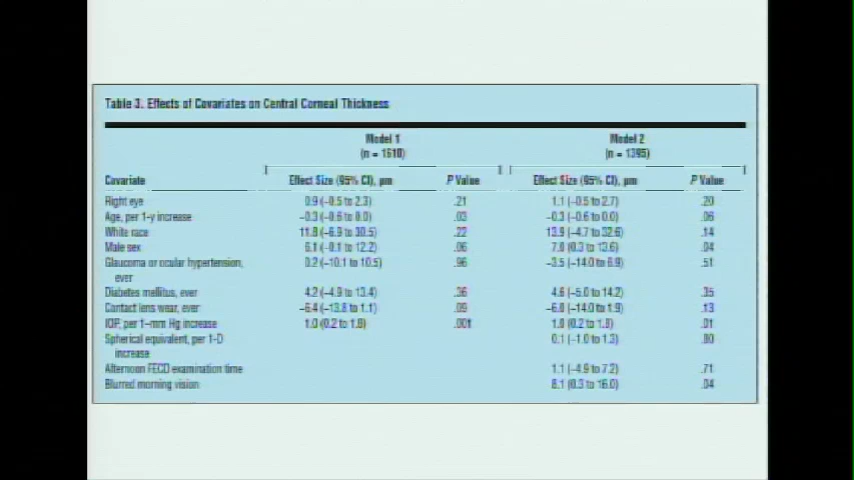 Table 3. Effects of Covariates on Central Corneal Thickness
Model 1 Model 2
(n = 1610) (n = 1395)
Covariate Effect Size (95% CI), µm P Value Effect Size (95% CI), µm P Value
Right eye 0.9 (–0.5 to 2.3) .21 1.1 (–0.5 to 2.7) .20
Age, per 1-y increase –0.3 (–0.6 to 0.0) .03 –0.3 (–0.6 to 0.0) .06
White race 11.8 (–6.9 to 30.5) .22 13.9 (–4.7 to 32.6) .14
Male sex 6.1 (–0.1 to 12.2) .06 7.0 (0.3 to 13.6) .04
Glaucoma or ocular hypertension, 0.2 (–10.1 to 10.5) .96 –3.5 (–14.0 to 6.9) .51
ever
Diabetes mellitus, ever 4.2 (–4.9 to 13.4) .36 4.6 (–5.0 to 14.2) .35
Contact lens wear, ever –6.4 (–13.8 to 1.1) .09 –6.0 (–14.0 to 1.9) .13
IOP, per 1–mm Hg increase 1.0 (0.2 to .001 1.0 (0.2 to .01
Spherical equivalent, per 1-D 0.1 (–1.0 to 1.3)
increase
Afternoon FECD examination time 1.1 (–4.9 to 7.2) .71
Blurred morning vision 8.1 (0.3 to 16.0) .04